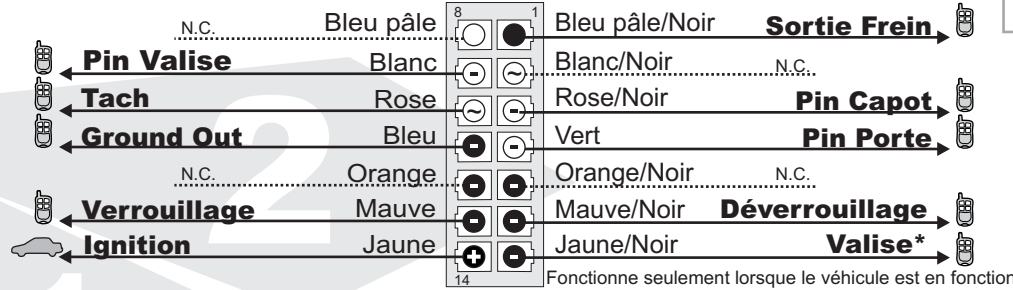 8 1
N.C. Bleu pâle Bleu pâle/Noir Sortie Frein
Pin Valise Blanc Blanc/Noir N.C.
Tach Rose Rose/Noir Pin Capot
Ground Out Bleu Vert Pin Porte
N.C. Orange Orange/Noir N.C.
Verrouillage Mauve Mauve/Noir Déverrouillage
Ignition Jaune Jaune/Noir Valise*
14 Fonctionne seulement lorsque le véhicule est en fonction
2